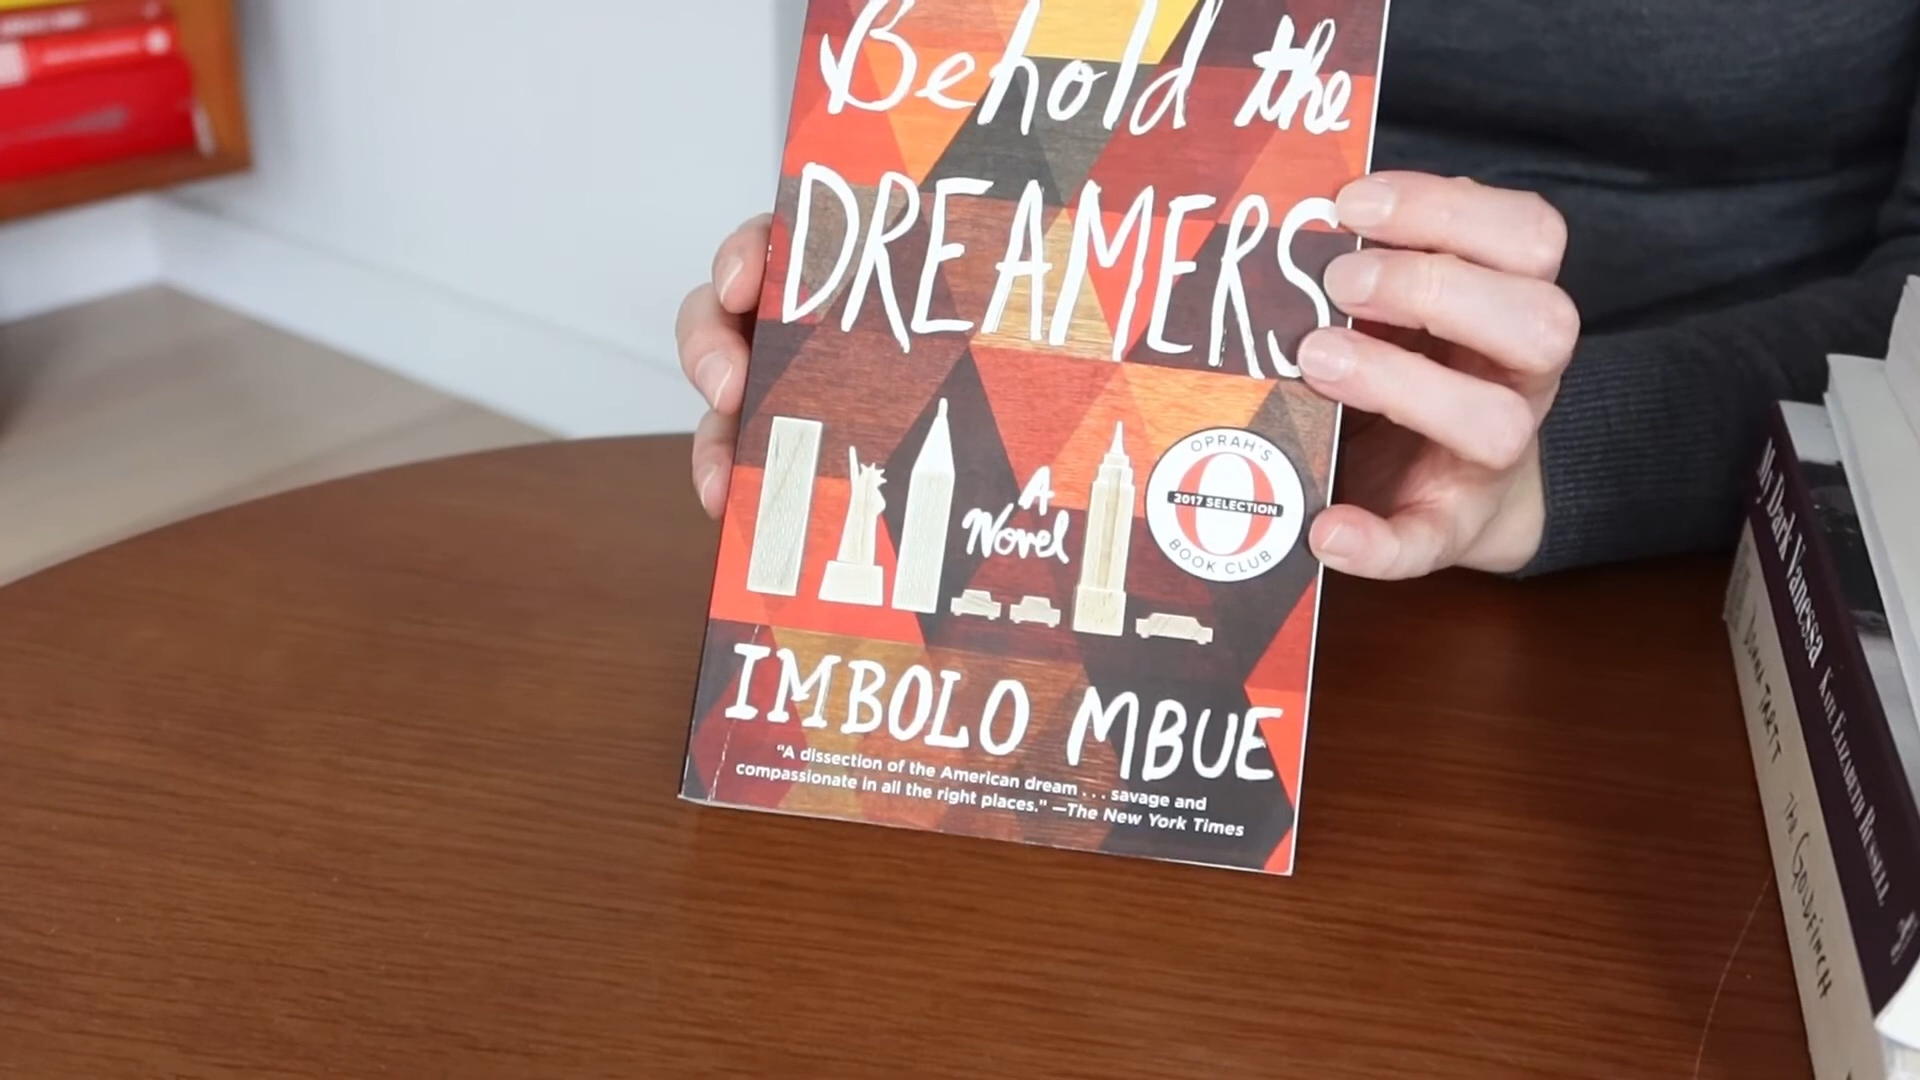 Behold the
DREAMERS
A
Novel
OPRAH'S
2017 SELECTION
BOOK CLUB
IMBOLO MBUE
"A dissection of the American dream . . . savage and
compassionate in all the right places." —The New York Times
My Dark Vanessa KATE ELIZABETH RUSSELL
DONNA TARTT THE GOLDFINCH